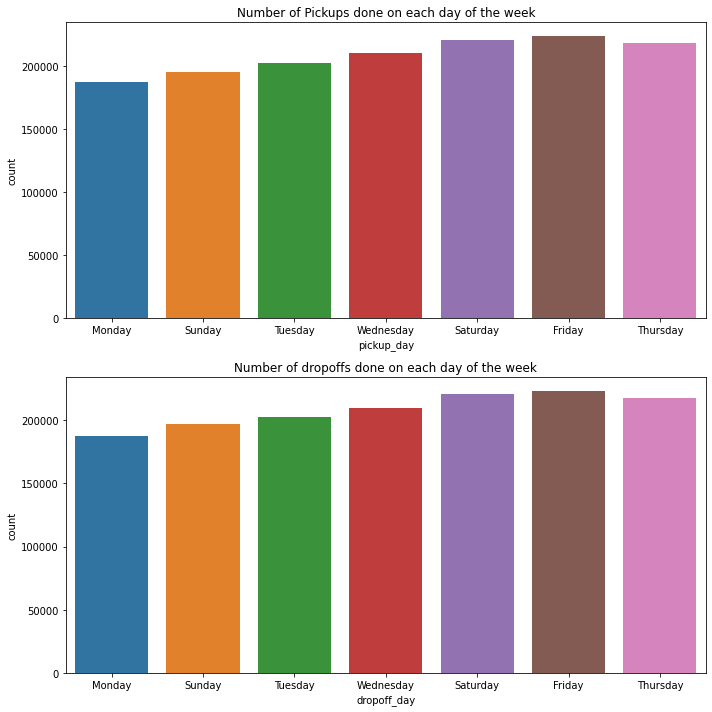 Number of Pickups done on each day of the week
200000
150000
100000
50000
0
count
Monday Sunday Tuesday Wednesday Saturday Friday Thursday
pickup_day
Number of dropoffs done on each day of the week
200000
150000
100000
50000
0
count
Monday Sunday Tuesday Wednesday Saturday Friday Thursday
dropoff_day